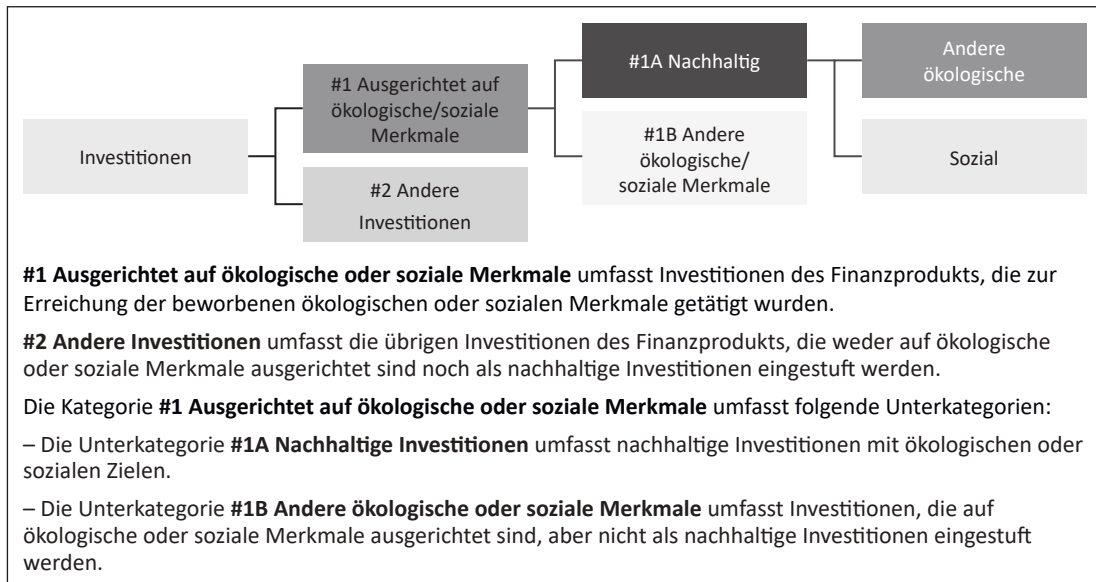 Investitionen
#1 Ausgerichtet auf
ökologische/soziale
Merkmale
#2 Andere
Investitionen
#1A Nachhaltig
#1B Andere
ökologische/
soziale Merkmale
Andere
ökologische
Sozial
#1 Ausgerichtet auf ökologische oder soziale Merkmale umfasst Investitionen des Finanzprodukts, die zur
Erreichung der beworbenen ökologischen oder sozialen Merkmale getätigt wurden.
#2 Andere Investitionen umfasst die übrigen Investitionen des Finanzprodukts, die weder auf ökologische
oder soziale Merkmale ausgerichtet sind noch als nachhaltige Investitionen eingestuft werden.
Die Kategorie #1 Ausgerichtet auf ökologische oder soziale Merkmale umfasst folgende Unterkategorien:
– Die Unterkategorie #1A Nachhaltige Investitionen umfasst nachhaltige Investitionen mit ökologischen oder
sozialen Zielen.
– Die Unterkategorie #1B Andere ökologische oder soziale Merkmale umfasst Investitionen, die auf
ökologische oder soziale Merkmale ausgerichtet sind, aber nicht als nachhaltige Investitionen eingestuft
werden.